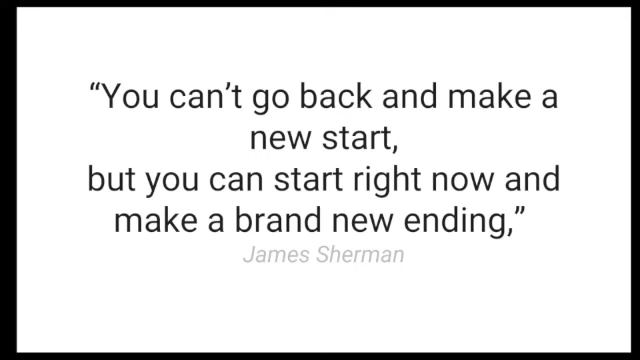 “You can’t go back and make a
new start,
but you can start right now and
make a brand new ending,”
James Sherman